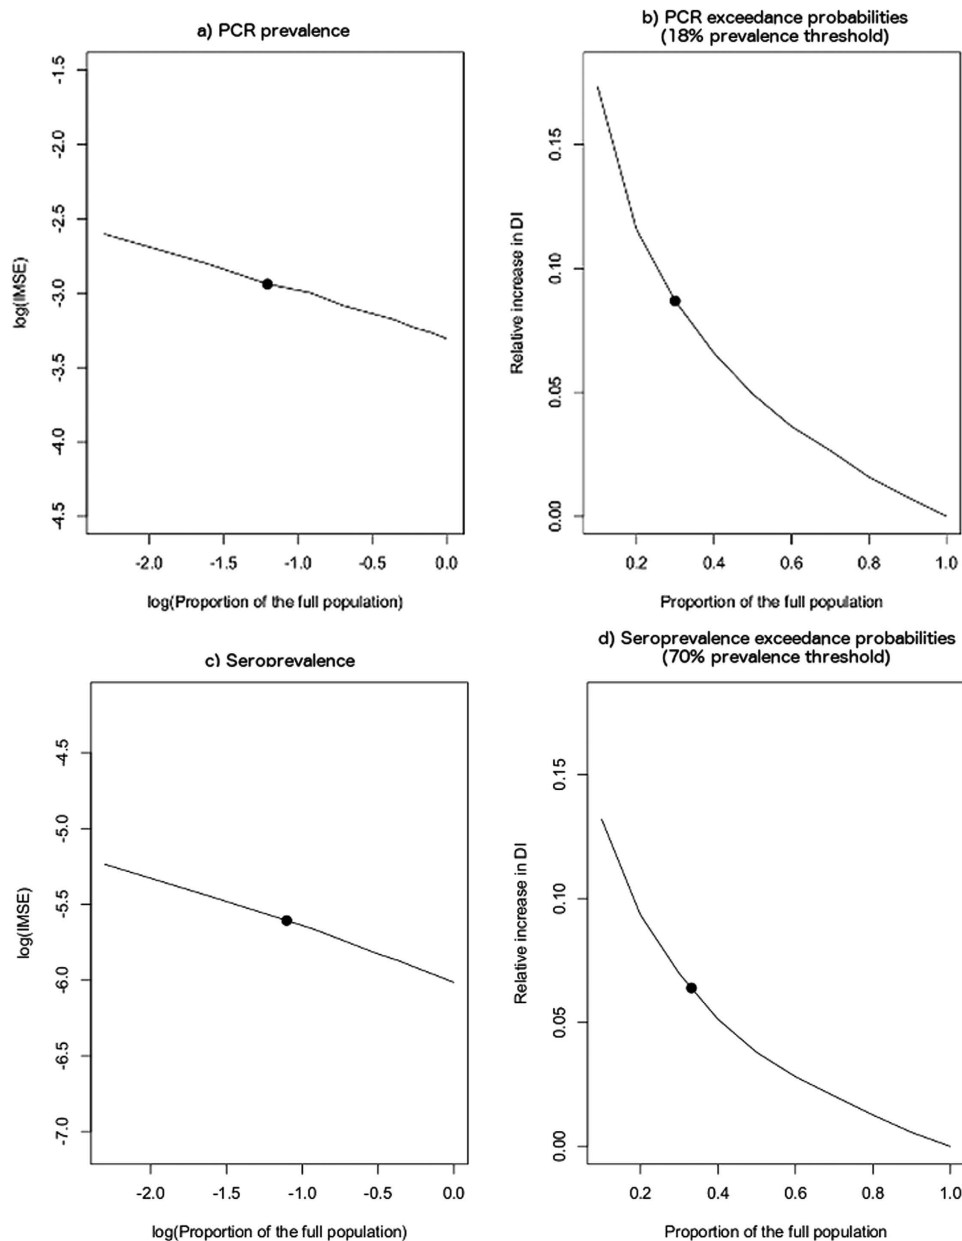 a) PCR prevalence
log(IMSE)
-1.5
-2.0
-2.5
-3.0
-3.5
-4.0
-4.5
-2.0 -1.5 -1.0 -0.5 0.0
log(Proportion of the full population)
b) PCR exceedance probabilities
(18% prevalence threshold)
Relative increase in DI
0.15
0.10
0.05
0.00
0.2 0.4 0.6 0.8 1.0
Proportion of the full population
c) Seroprevalence
log(IMSE)
-4.5
-5.0
-5.5
-6.0
-6.5
-7.0
-2.0 -1.5 -1.0 -0.5 0.0
log(Proportion of the full population)
d) Seroprevalence exceedance probabilities
(70% prevalence threshold)
Relative increase in DI
0.15
0.10
0.05
0.00
0.2 0.4 0.6 0.8 1.0
Proportion of the full population